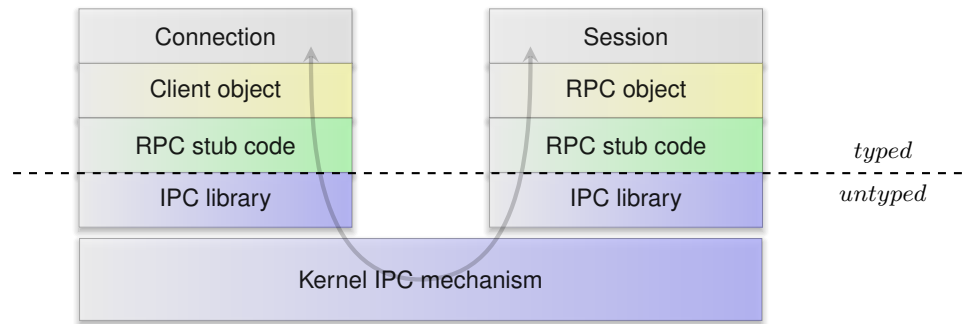 Connection
Session
Client object
RPC object
RPC stub code
RPC stub code
typed
IPC library
IPC library
untyped
Kernel IPC mechanism